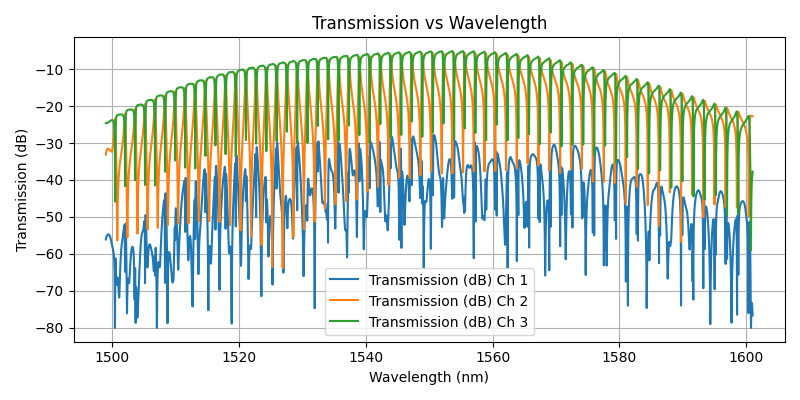 Transmission vs Wavelength
Transmission (dB)
−10
−20
−30
−40
−50
−60
−70
−80
Transmission (dB) Ch 1
Transmission (dB) Ch 2
Transmission (dB) Ch 3
1500
1520
1540
1560
1580
1600
Wavelength (nm)